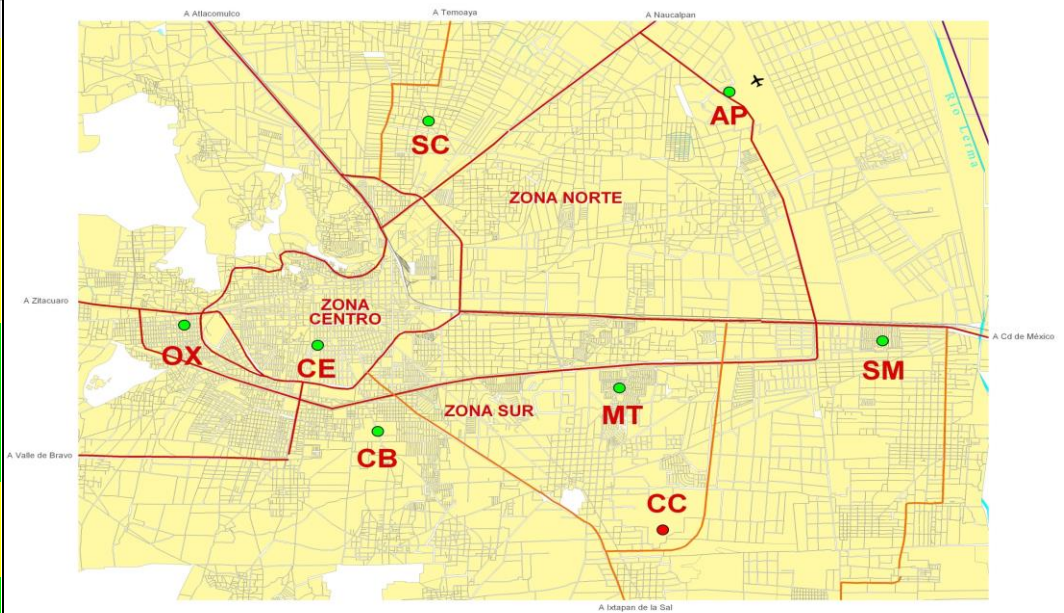 A Atlacomulco
A Temoaya
A Naucalpan
AP
SC
Río Lerma
ZONA NORTE
A Zitacuaro
ZONA
CENTRO
A Cd de México
OX
CE
SM
MT
ZONA SUR
CB
A Valle de Bravo
CC
A Ixtapan de la Sal